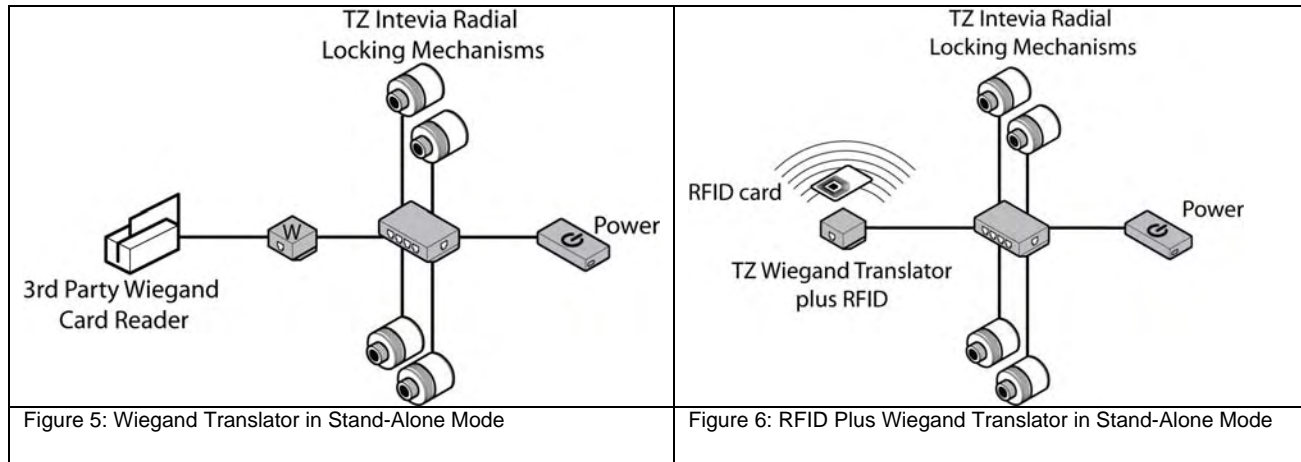 TZ Intevia Radial
Locking Mechanisms
W
Power
3rd Party Wiegand
Card Reader
Figure 5: Wiegand Translator in Stand-Alone Mode
TZ Intevia Radial
Locking Mechanisms
RFID card
Power
TZ Wiegand Translator
plus RFID
Figure 6: RFID Plus Wiegand Translator in Stand-Alone Mode